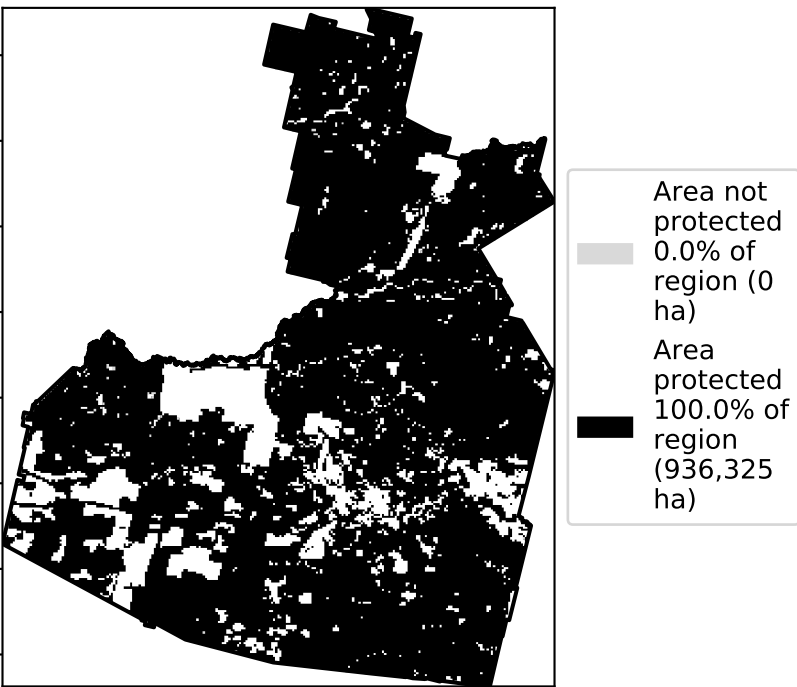 Area not
protected
0.0% of
region (0
ha)
Area
protected
100.0% of
region
(936,325
ha)